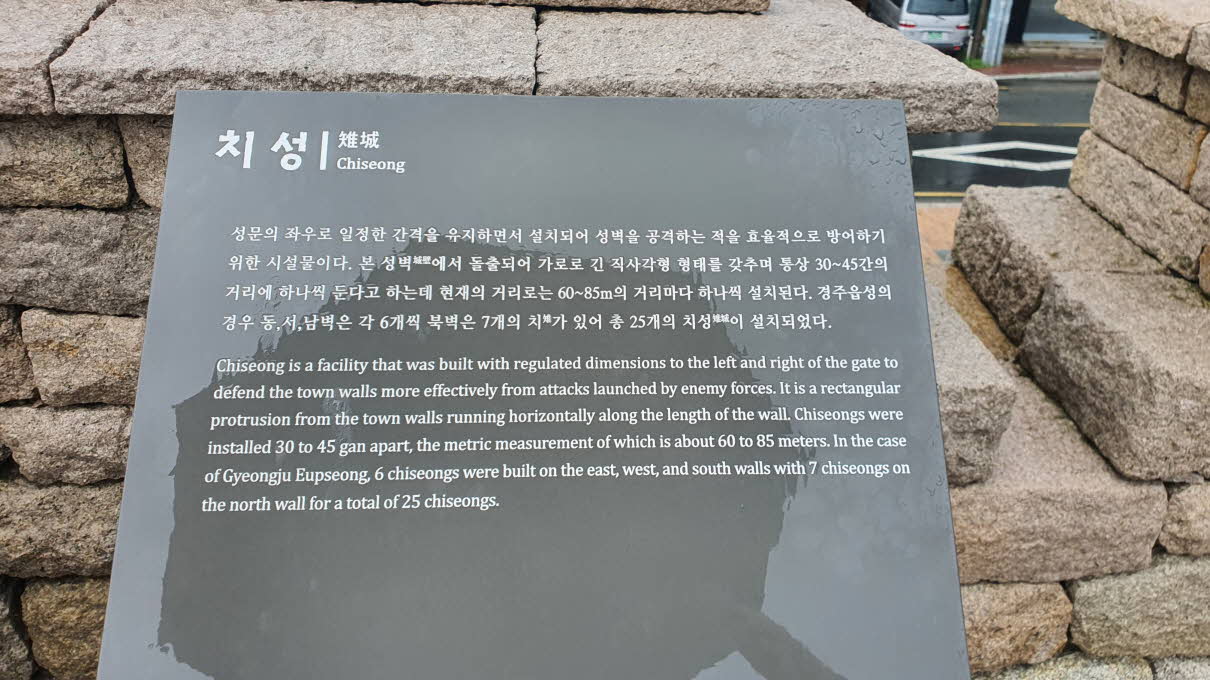 치성 | 雉城
Chiseong
성문의 좌우로 일정한 간격을 유지하면서 설치되어 성벽을 공격하는 적을 효율적으로 방어하기
위한 시설물이다. 본 성벽城壁에서 돌출되어 가로로 긴 직사각형 형태를 갖추며 통상 30~45간의
거리에 하나씩 둔다고 하는데 현재의 거리로는 60~85m의 거리마다 하나씩 설치된다. 경주읍성의
경우 동,서,남벽은 각 6개씩 북벽은 7개의 치雉가 있어 총 25개의 치성雉城이 설치되었다.
Chiseong is a facility that was built with regulated dimensions to the left and right of the gate to
defend the town walls more effectively from attacks launched by enemy forces. It is a rectangular
protrusion from the town walls running horizontally along the length of the wall. Chiseongs were
installed 30 to 45 gan apart, the metric measurement of which is about 60 to 85 meters. In the case
of Gyeongju Eupseong, 6 chiseongs were built on the east, west, and south walls with 7 chiseongs on
the north wall for a total of 25 chiseongs.